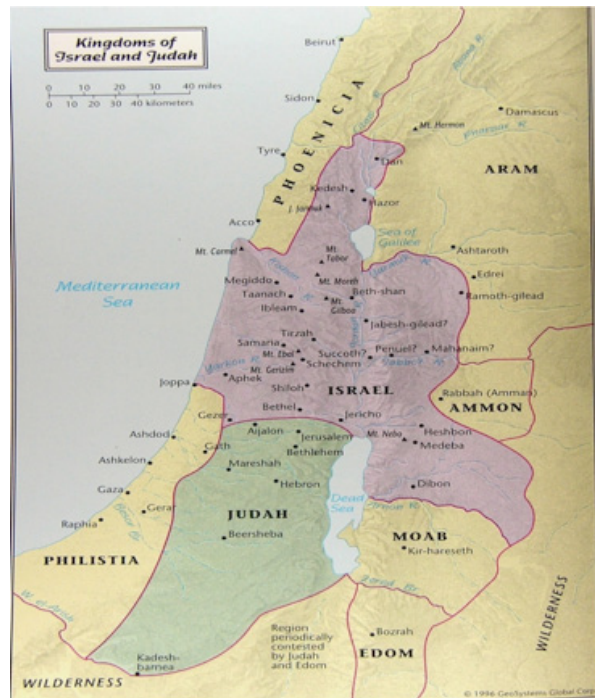 Kingdoms of
Israel and Judah
0 20 40 miles
0 10 20 30 40 kilometers
Beirut
Sidon
Damascus
Mt. Hermon
PHOENICIA
Tyre
Dan
ARAM
Kedesh
Hazor
Acco
Sea of
Galilee
Mt. Carmel
Mt.
Tabor
Ashtaroth
Mediterranean
Sea
Megiddo
Mt. Moreh
Edrei
Taanach
Beth-shan
Ramoth-gilead
Ibleam
Mt.
Gilboa
Jabesh-gilead?
Tirzah
Samaria
Mt. Ebal
Succoth?
Penuel?
Mahanaim?
Schechem
Yarkon R.
Mt. Gerizim
Aphek
Joppa
Shiloh
ISRAEL
Rabbah (Amman)
AMMON
Bethel
Jericho
Gezer
Aijalon
Heshbon
Ashdod
Jerusalem
Mt. Nebo
Medeba
Gath
Bethlehem
Ashkelon
Mareshah
Gaza
Hebron
Dibon
Dead
Sea
Gera
JUDAH
Raphia
MOAB
Beersheba
Kir-hareseth
PHILISTIA
Region
periodically
contested
by Judah
and Edom
Bozrah
EDOM
WILDERNESS
Kadesh-
barnea
WILDERNESS
© 1996 GeoSystems Global Corp.